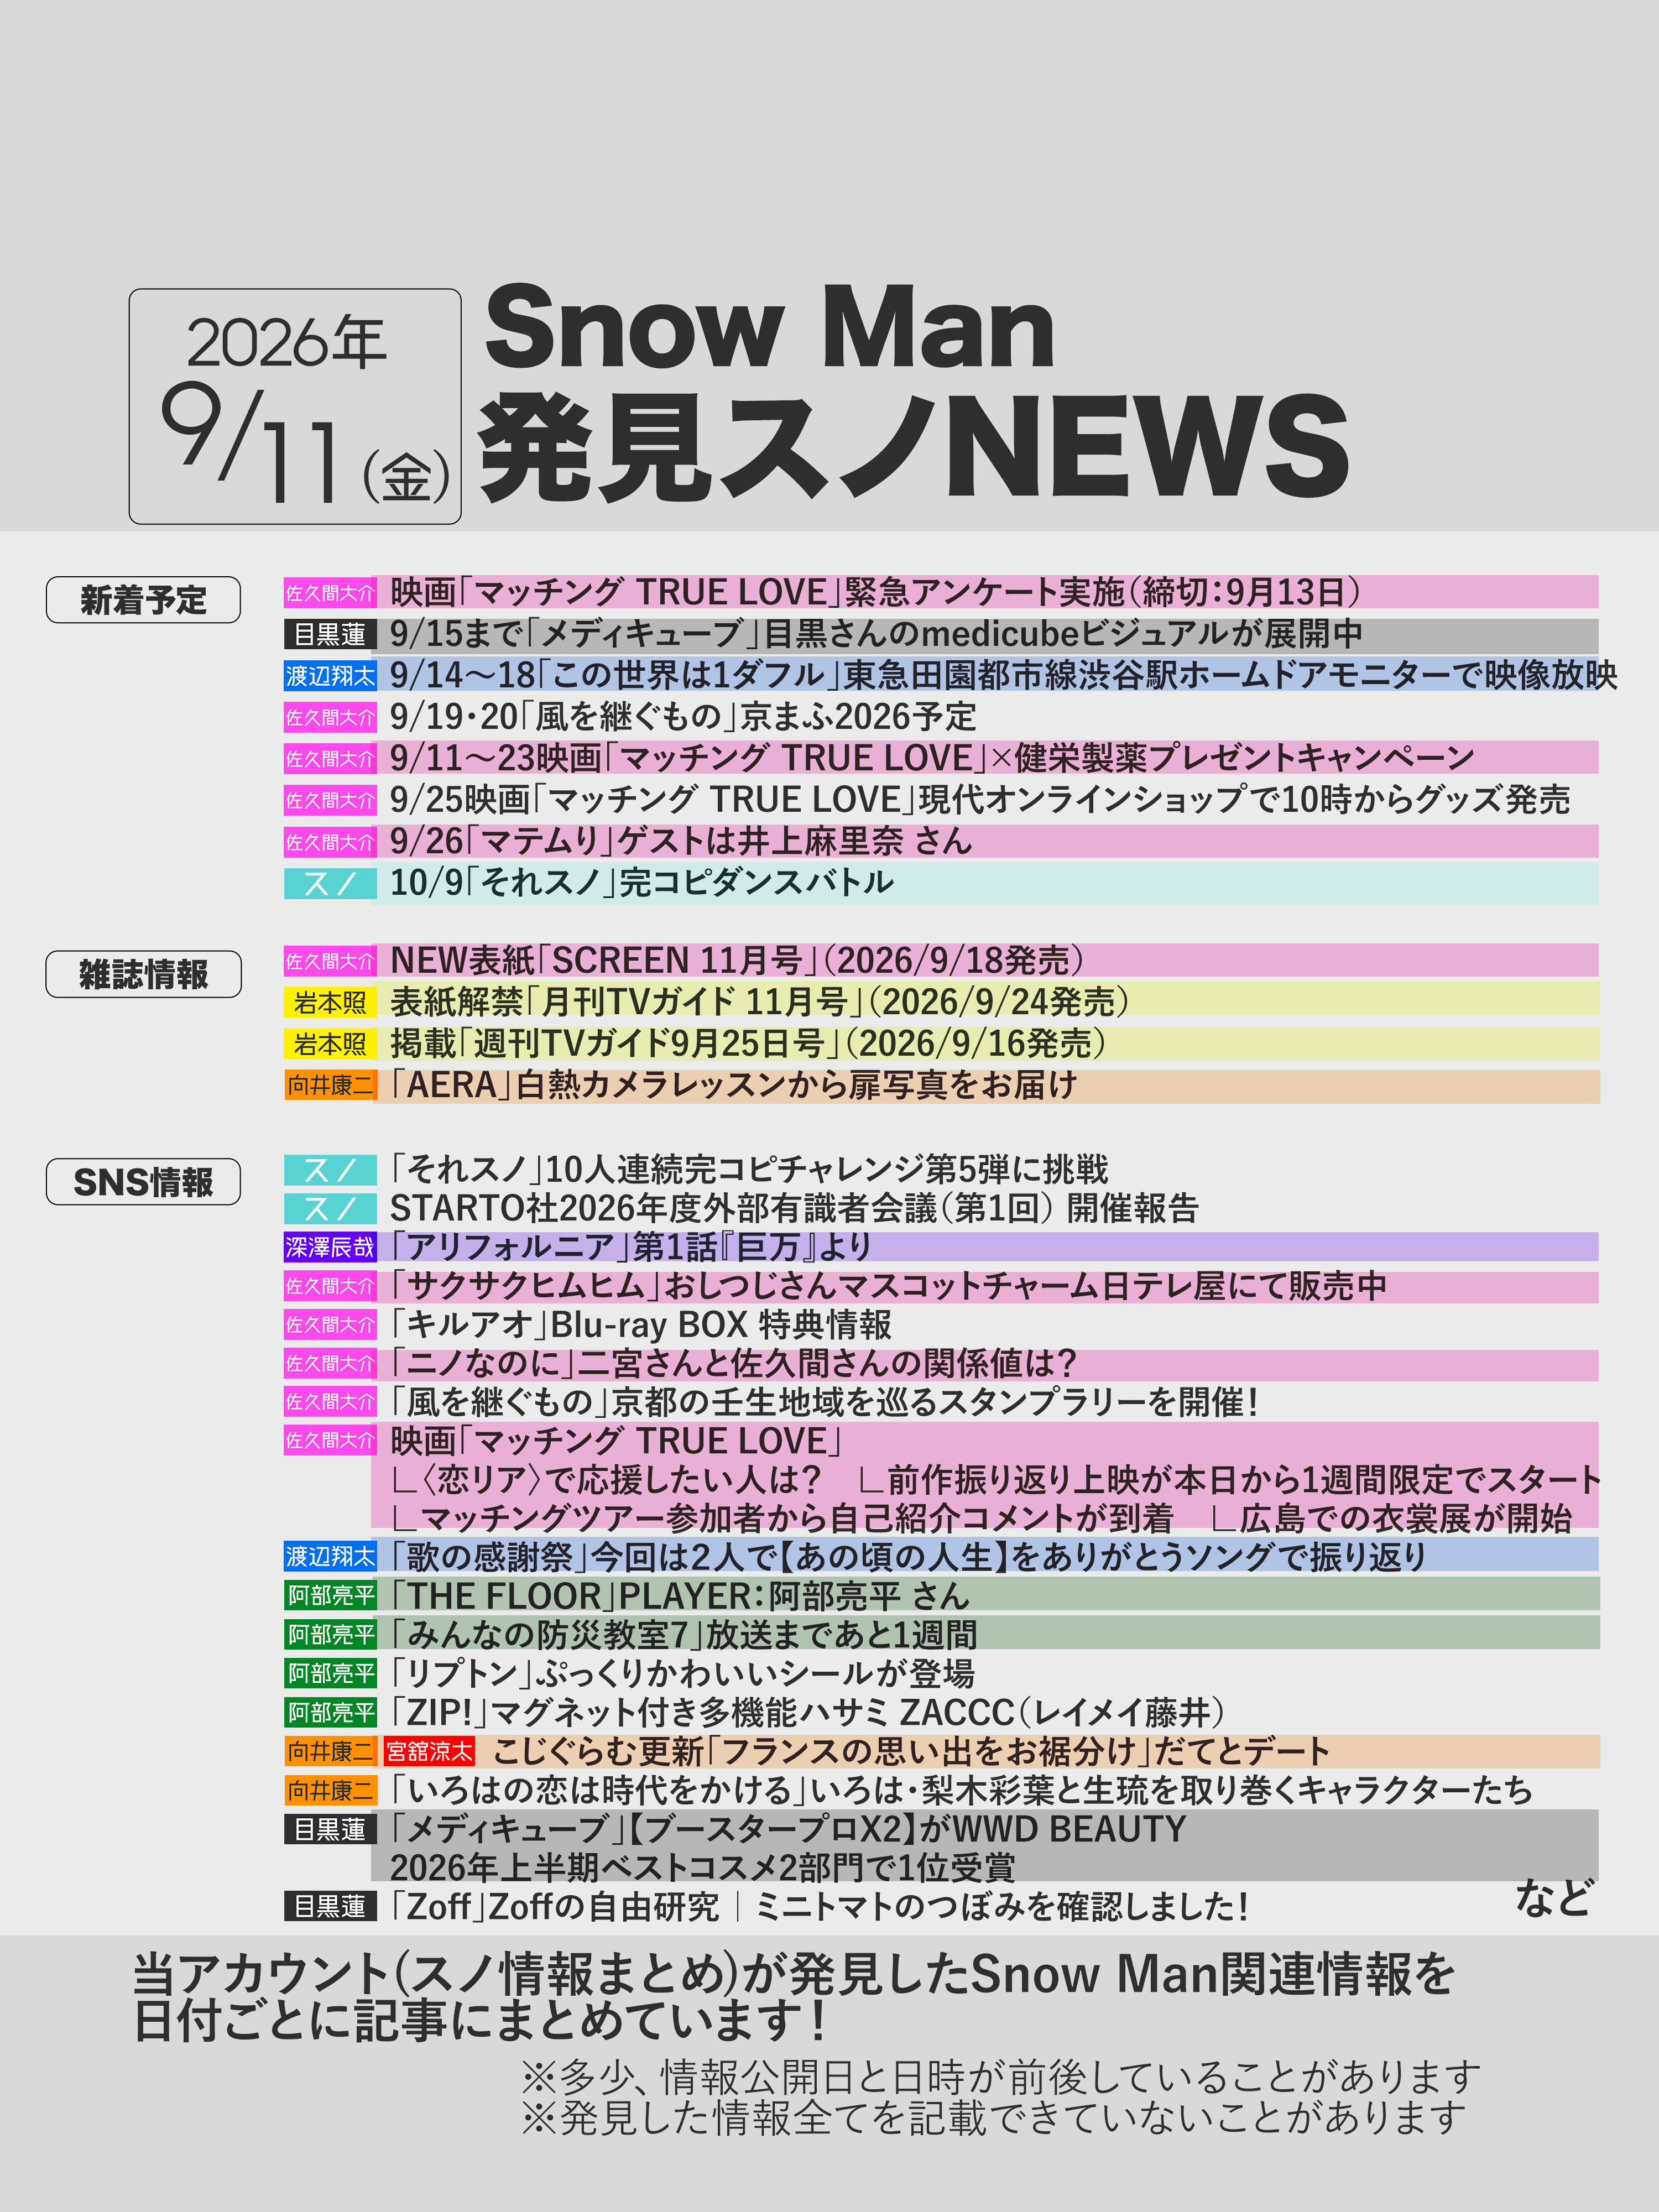 2026年
9/11(金)
Snow Man
発見スノNEWS
新着予定
佐久間大介 映画「マッチング TRUE LOVE」緊急アンケート実施(締切:9月13日)
目黒蓮 9/15まで「メディキューブ」目黒さんのmedicubeビジュアルが展開中
渡辺翔太 9/14〜18「この世界は1ダフル」東急田園都市線渋谷駅ホームドアモニターで映像放映
佐久間大介 9/19・20「風を継ぐもの」京まふ2026予定
佐久間大介 9/11〜23映画「マッチング TRUE LOVE」×健栄製薬プレゼントキャンペーン
佐久間大介 9/25映画「マッチング TRUE LOVE」現代オンラインショップで10時からグッズ発売
佐久間大介 9/26「マテムり」ゲストは井上麻里奈 さん
スノ 10/9「それスノ」完コピダンスバトル
雑誌情報
佐久間大介 NEW表紙「SCREEN 11月号」(2026/9/18発売)
岩本照 表紙解禁「月刊TVガイド 11月号」(2026/9/24発売)
岩本照 掲載「週刊TVガイド9月25日号」(2026/9/16発売)
向井康二 「AERA」白熱カメラレッスンから扉写真をお届け
SNS情報
スノ 「それスノ」10人連続完コピチャレンジ第5弾に挑戦
スノ STARTO社2026年度外部有識者会議(第1回) 開催報告
深澤辰哉 「アリフォルニア」第1話『巨万』より
佐久間大介 「サクサクヒムヒム」おしつじさんマスコットチャーム日テレ屋にて販売中
佐久間大介 「キルアオ」Blu-ray BOX 特典情報
佐久間大介 「ニノなのに」二宮さんと佐久間さんの関係値は?
佐久間大介 「風を継ぐもの」京都の壬生地域を巡るスタンプラリーを開催!
佐久間大介 映画「マッチング TRUE LOVE」
∟〈恋リア〉で応援したい人は? ∟前作振り返り上映が本日から1週間限定でスタート
∟マッチングツアー参加者から自己紹介コメントが到着 ∟広島での衣裳展が開始
渡辺翔太 「歌の感謝祭」今回は2人で【あの頃の人生】をありがとうソングで振り返り
阿部亮平 「THE FLOOR」PLAYER:阿部亮平 さん
阿部亮平 「みんなの防災教室7」放送まであと1週間
阿部亮平 「リプトン」ぷっくりかわいいシールが登場
阿部亮平 「ZIP!」マグネット付き多機能ハサミ ZACCC(レイメイ藤井)
向井康二 宮舘涼太 こじぐらむ更新「フランスの思い出をお裾分け」だてとデート
向井康二 「いろはの恋は時代をかける」いろは・梨木彩葉と生琉を取り巻くキャラクターたち
目黒蓮 「メディキューブ」【ブースタープロX2】がWWD BEAUTY
2026年上半期ベストコスメ2部門で1位受賞
目黒蓮 「Zoff」Zoffの自由研究|ミニトマトのつぼみを確認しました!
など
当アカウント(スノ情報まとめ)が発見したSnow Man関連情報を
日付ごとに記事にまとめています!
※多少、情報公開日と日時が前後していることがあります
※発見した情報全てを記載できていないことがあります